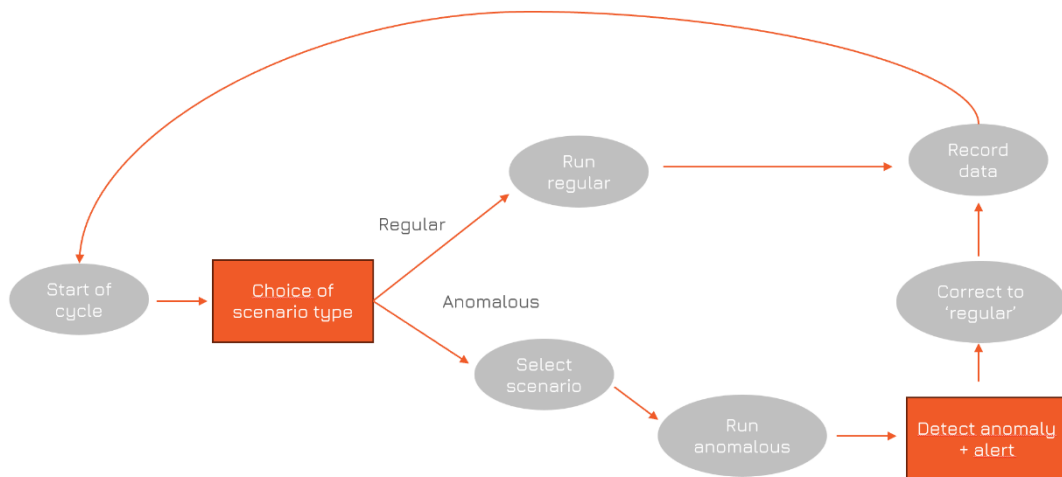 Start of
cycle
Choice of
scenario type
Regular
Anomalous
Run
regular
Select
scenario
Run
anomalous
Detect anomaly
+ alert
Correct to
‘regular’
Record
data